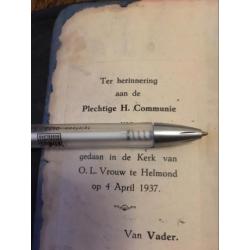 Ter herinnering
aan de
Plechtige H. Communie
gedaan in de Kerk van
O. L. Vrouw te Helmond
op 4 April 1937.
Van Vader.